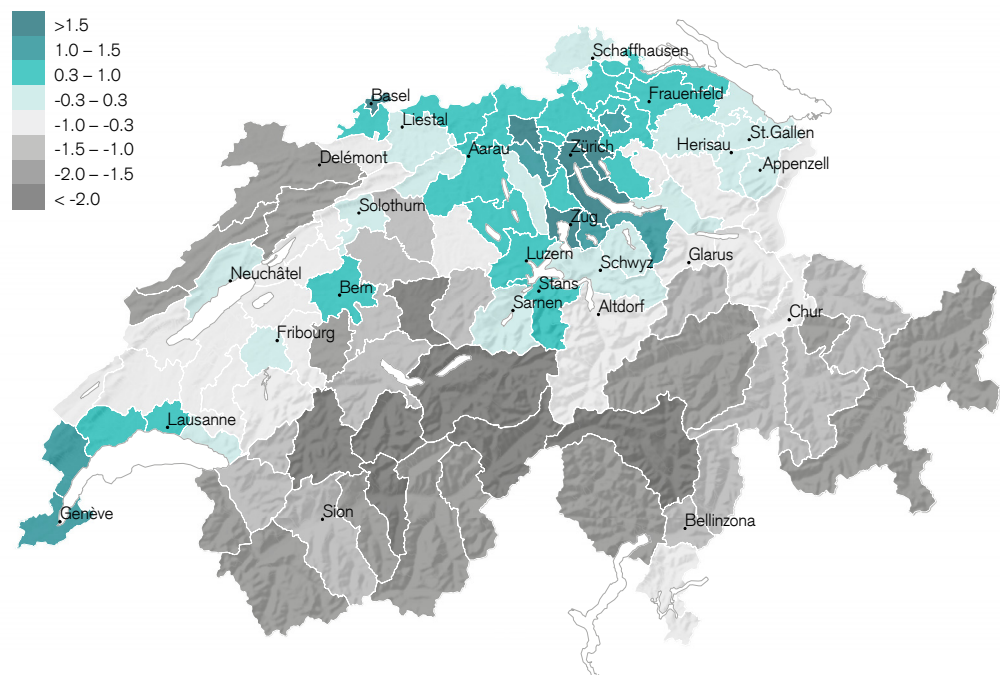 >1.5
1.0 – 1.5
0.3 – 1.0
-0.3 – 0.3
-1.0 – -0.3
-1.5 – -1.0
-2.0 – -1.5
< -2.0
Schaffhausen
Basel
Frauenfeld
Liestal
St.Gallen
Aarau
Zürich
Herisau
Delémont
Appenzell
Solothurn
Zug
Luzern
Schwyz
Glarus
Neuchâtel
Bern
Stans
Sarnen
Altdorf
Chur
Fribourg
Lausanne
Genève
Sion
Bellinzona